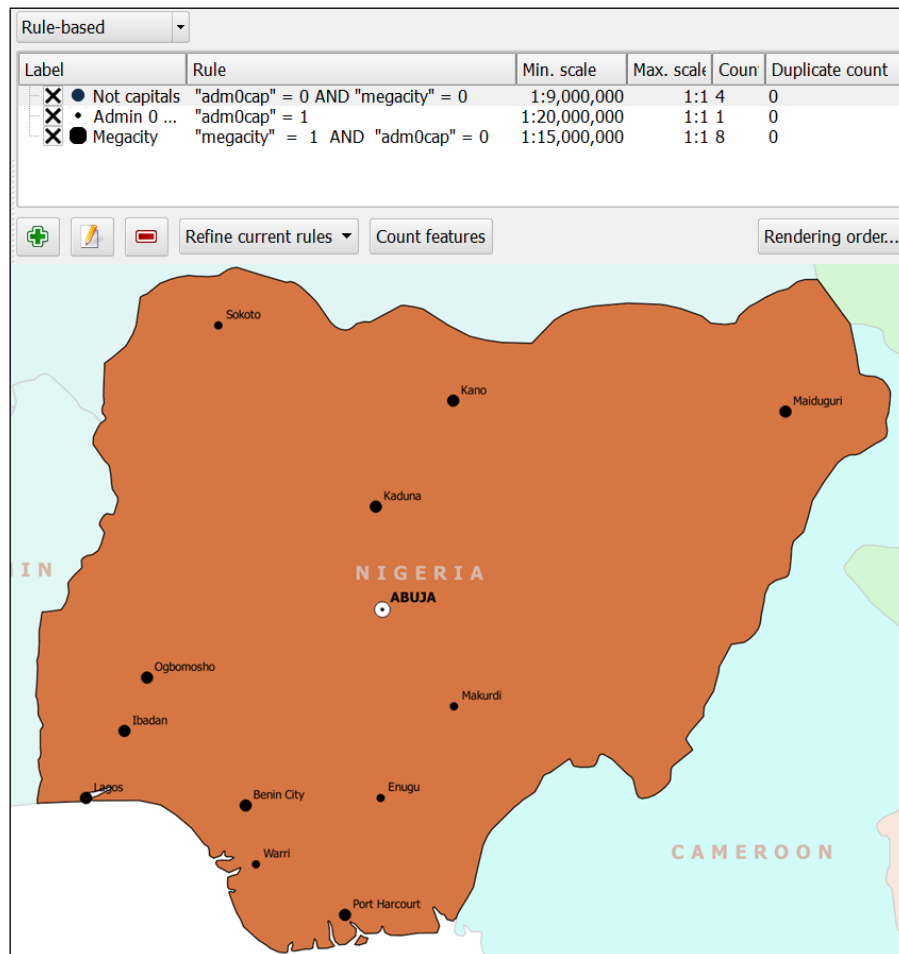 Rule-based
Label Rule Min. scale Max. scale Coun Duplicate count
Not capitals "adm0cap" = 0 AND "megacity" = 0 1:9,000,000 1:1 4 0
Admin 0 ... "adm0cap" = 1 1:20,000,000 1:1 1 0
Megacity "megacity" = 1 AND "adm0cap" = 0 1:15,000,000 1:1 8 0
Refine current rules Count features Rendering order...
Sokoto
Kano
Maiduguri
Kaduna
IN
NIGERIA
ABUJA
Ogbomosho
Makurdi
Ibadan
Lagos
Enugu
Benin City
Warri
CAMEROON
Port Harcourt